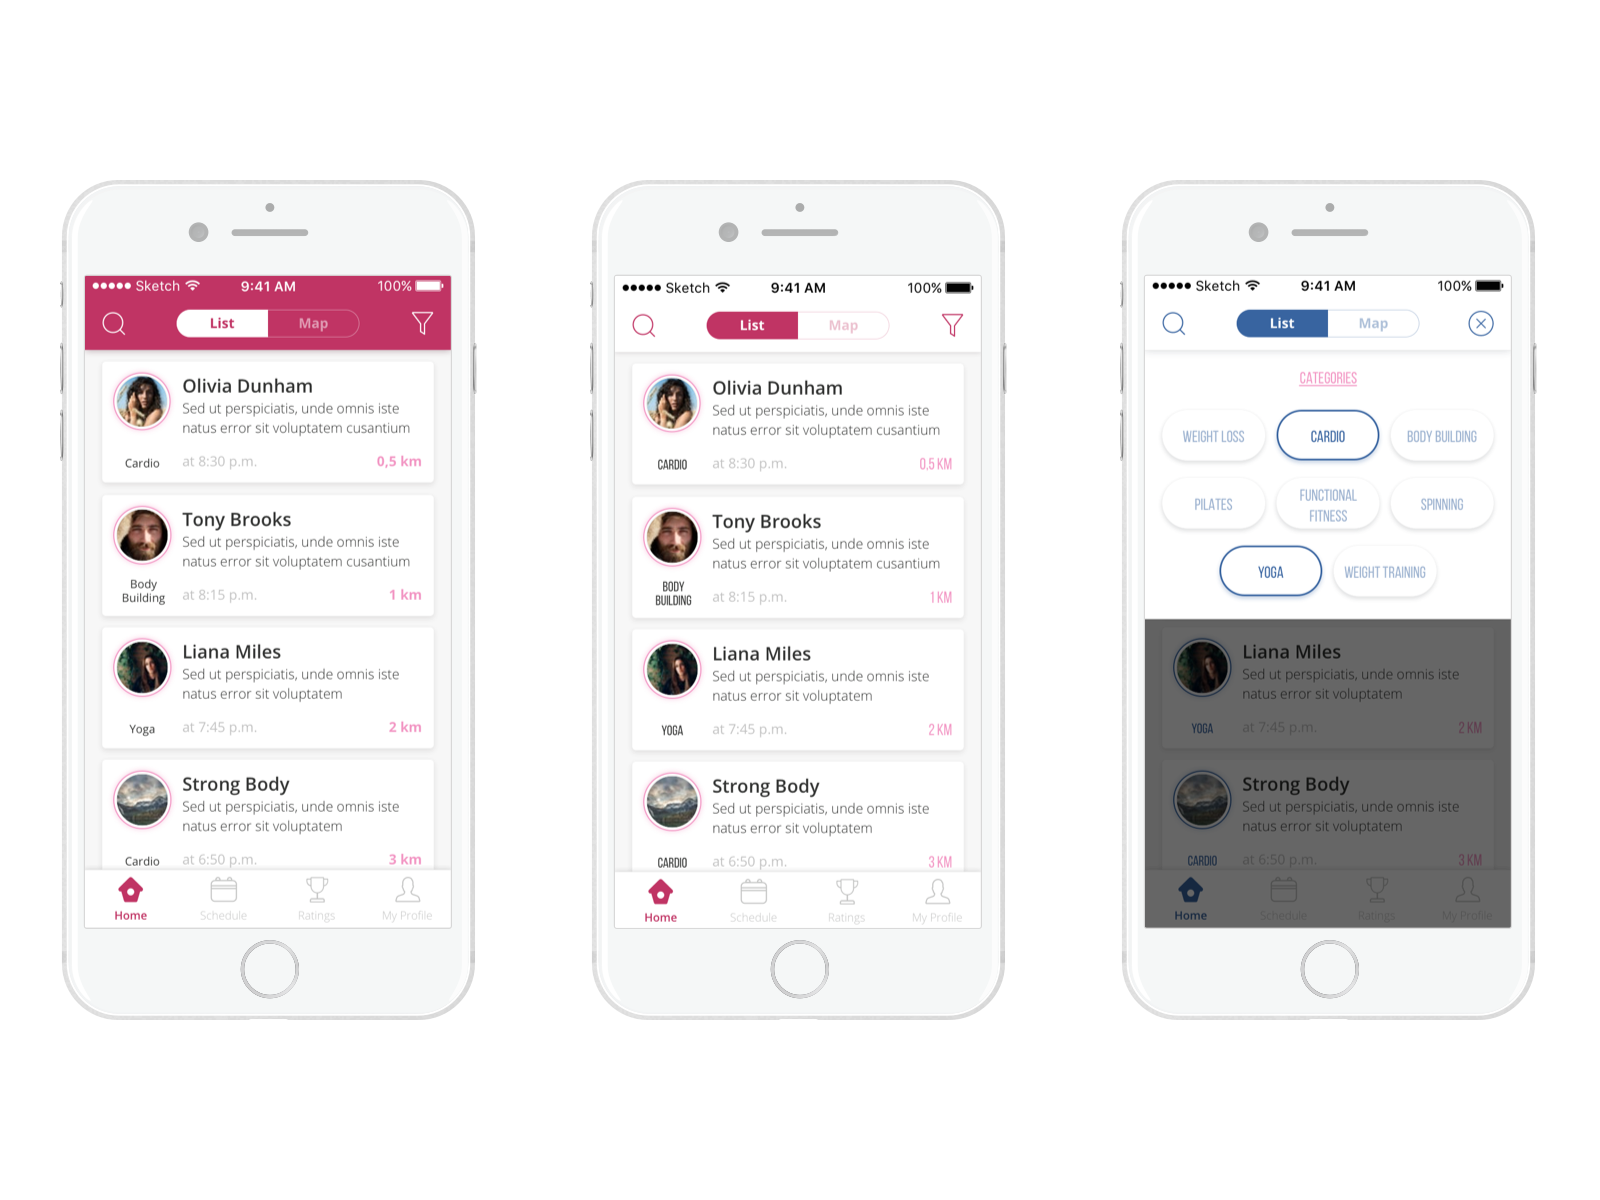 Sketch 9:41 AM 100%
List Map
Olivia Dunham
Sed ut perspiciatis, unde omnis iste
natus error sit voluptatem cusantium
Cardio at 8:30 p.m. 0,5 km
Tony Brooks
Sed ut perspiciatis, unde omnis iste
natus error sit voluptatem cusantium
Body
Building at 8:15 p.m. 1 km
Liana Miles
Sed ut perspiciatis, unde omnis iste
natus error sit voluptatem
Yoga at 7:45 p.m. 2 km
Strong Body
Sed ut perspiciatis, unde omnis iste
natus error sit voluptatem
Cardio at 6:50 p.m. 3 km
Home Schedule Ratings My Profile
Sketch 9:41 AM 100%
List Map
Olivia Dunham
Sed ut perspiciatis, unde omnis iste
natus error sit voluptatem cusantium
CARDIO at 8:30 p.m. 0,5 KM
Tony Brooks
Sed ut perspiciatis, unde omnis iste
natus error sit voluptatem cusantium
BODY
BUILDING at 8:15 p.m. 1 KM
Liana Miles
Sed ut perspiciatis, unde omnis iste
natus error sit voluptatem
YOGA at 7:45 p.m. 2 KM
Strong Body
Sed ut perspiciatis, unde omnis iste
natus error sit voluptatem
CARDIO at 6:50 p.m. 3 KM
Home Schedule Ratings My Profile
Sketch 9:41 AM 100%
List Map
CATEGORIES
WEIGHT LOSS CARDIO BODY BUILDING
PILATES FUNCTIONAL
FITNESS SPINNING
YOGA WEIGHT TRAINING
Liana Miles
Sed ut perspiciatis, unde omnis iste
natus error sit voluptatem
YOGA at 7:45 p.m. 2 KM
Strong Body
Sed ut perspiciatis, unde omnis iste
natus error sit voluptatem
CARDIO at 6:50 p.m. 3 KM
Home Schedule Ratings My Profile